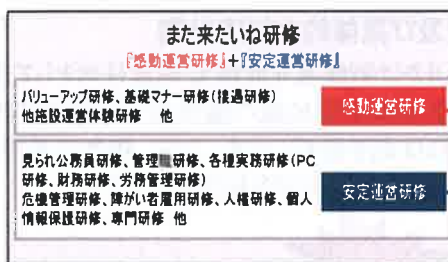 また来たいね研修
『感動運営研修』+『安定運営研修』
バリューアップ研修、基礎マナー研修(接遇研修)
他施設運営体験研修　他
感動運営研修
見られ公務員研修、管理職研修、各種実務研修(PC
研修、財務研修、労務管理研修)
危機管理研修、障がい者雇用研修、人権研修、個人
情報保護研修、専門研修 他
安定運営研修